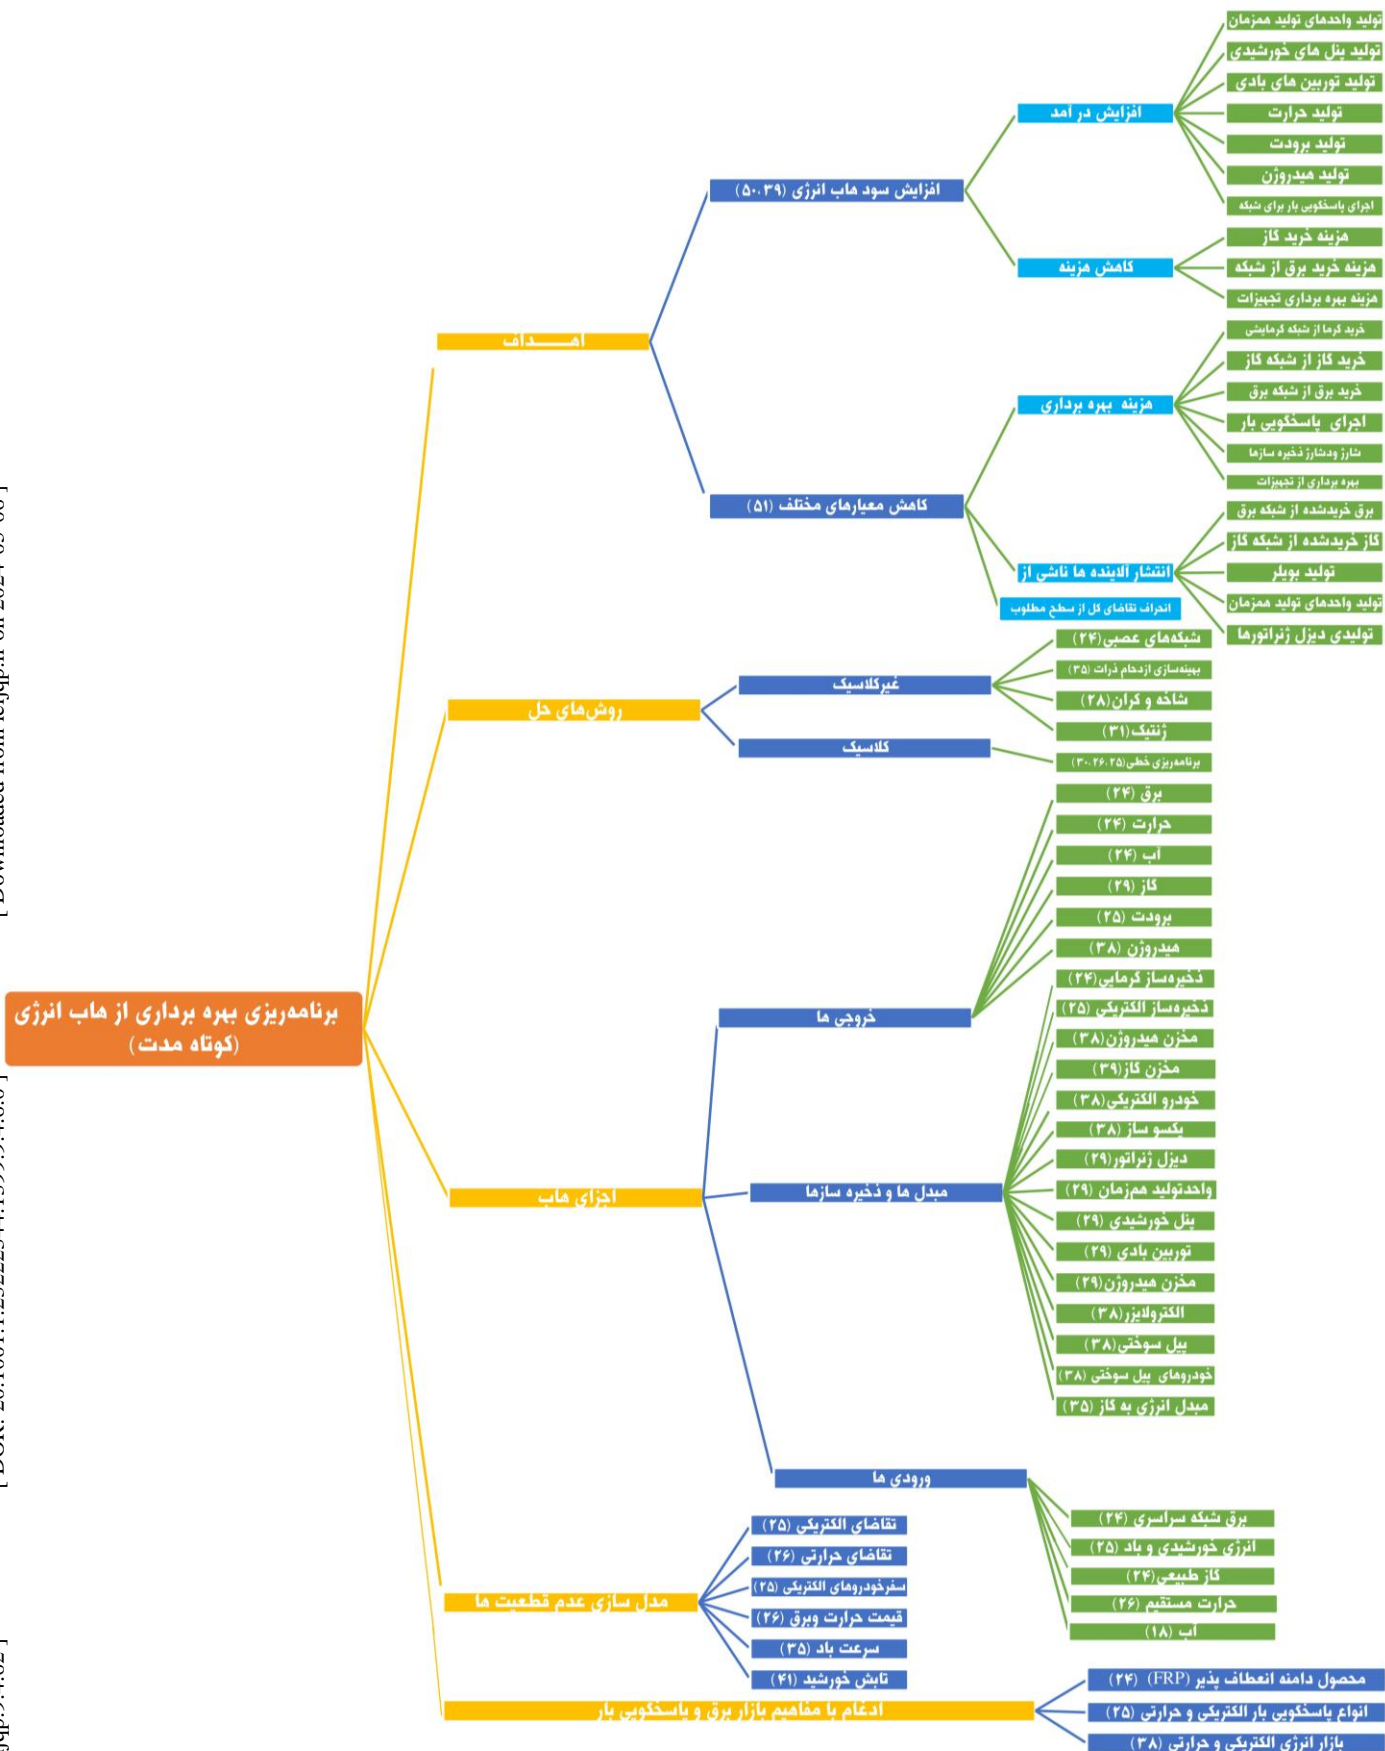 برنامه‌ریزی بهره برداری از هاب انرژی
(کوتاه مدت)
اهــــداف
افزایش سود هاب انرژی (۵۰،۳۹)
افزایش در آمد
تولید واحدهای تولید همزمان
تولید پنل های خورشیدی
تولید توربین های بادی
تولید حرارت
تولید برودت
تولید هیدروژن
اجرای پاسخگویی بار برای شبکه
کاهش هزینه
هزینه خرید گاز
هزینه خرید برق از شبکه
هزینه بهره برداری تجهیزات
کاهش معیارهای مختلف (۵۱)
هزینه بهره برداری
خرید گرما از شبکه گرمایشی
خرید گاز از شبکه گاز
خرید برق از شبکه برق
اجرای پاسخگویی بار
شارژ ودشارژ ذخیره سازها
بهره برداری از تجهیزات
انتشار آلاینده ها ناشی از
برق خریدشده از شبکه برق
گاز خریدشده از شبکه گاز
تولید بویلر
تولید واحدهای تولید همزمان
تولیدی دیزل ژنراتورها
انحراف تقاضای کل از سطح مطلوب
روش‌های حل
غیرکلاسیک
شبکه‌های عصبی(۲۴)
بهینه‌سازی ازدحام ذرات (۳۵)
شاخه و کران(۲۸)
ژنتیک(۳۱)
کلاسیک
برنامه‌ریزی خطی(۳۰،۲۶،۲۵)
اجزای هاب
خروجی ها
برق (۲۴)
حرارت (۲۴)
آب (۲۴)
گاز (۲۹)
برودت (۲۵)
هیدروژن (۳۸)
مبدل ها و ذخیره سازها
ذخیره‌ساز گرمایی(۲۴)
ذخیره‌ساز الکتریکی (۲۵)
مخزن هیدروژن(۳۸)
مخزن گاز(۳۹)
خودرو الکتریکی(۳۸)
یکسو ساز (۳۸)
دیزل ژنراتور(۲۹)
واحدتولید هم‌زمان (۲۹)
پنل خورشیدی (۲۹)
توربین بادی (۲۹)
مخزن هیدروژن(۲۹)
الکترولایزر(۳۸)
پیل سوختی(۳۸)
خودروهای پیل سوختی (۳۸)
مبدل انرژی به گاز (۳۵)
ورودی ها
برق شبکه سراسری (۲۴)
انرژی خورشیدی و باد (۲۵)
گاز طبیعی(۲۴)
حرارت مستقیم (۲۶)
آب (۱۸)
مدل سازی عدم قطعیت ها
تقاضای الکتریکی (۲۵)
تقاضای حرارتی (۲۶)
سفرخودروهای الکتریکی (۲۵)
قیمت حرارت وبرق (۲۶)
سرعت باد (۳۵)
تابش خورشید (۴۱)
ادغام با مفاهیم بازار برق و پاسخگویی بار
محصول دامنه انعطاف پذیر (FRP) (۲۴)
انواع پاسخگویی بار الکتریکی و حرارتی (۲۵)
بازار انرژی الکتریکی و حرارتی (۳۸)